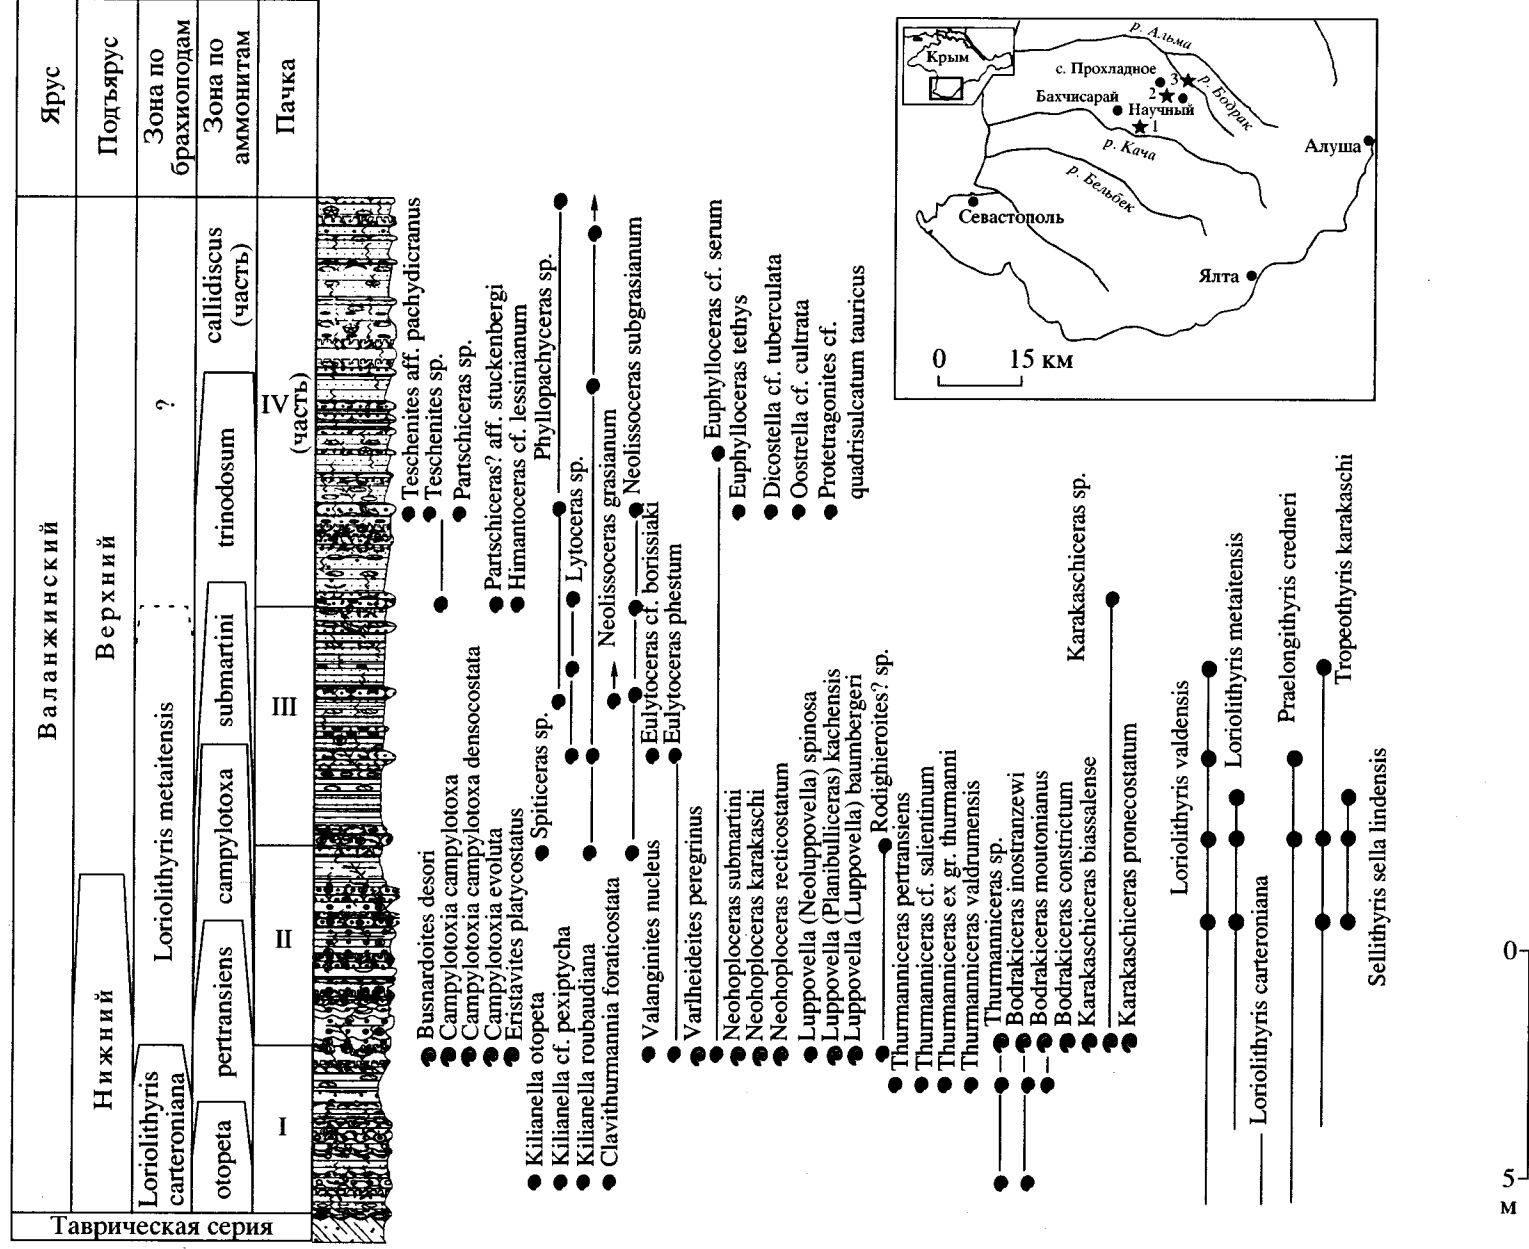 Ярус
Подъярус
Зона по
брахиоподам
Зона по
аммонитам
Пачка
Валанжинский
Верхний
Нижний
?
Loriolithyris metaitensis
Loriolithyris
carteroniana
callidiscus
(часть)
trinodosum
submartini
campylotoxa
pertransiens
otopeta
IV
(часть)
III
II
I
Таврическая серия
Teschenites aff. pachydicranus
Teschenites sp.
Partschiceras sp.
Partschiceras? aff. stuckenbergi
Himantoceras cf. lessinianum
Phyllopachyceras sp.
Lytoceras sp.
Neolissoceras grasianum
Neolissoceras subgrasianum
Eulytoceras cf. borissiaki
Eulytoceras phestum
Euphylloceras cf. serum
Euphylloceras tethys
Dicostella cf. tuberculata
Oostrella cf. cultrata
Protetragonites cf.
quadrisulcatum tauricus
Busnardoites desori
Campylotoxia campylotoxa
Campylotoxa densocostata
Campylotoxia evoluta
Eristavites platycostatus
Spiticeras sp.
Kilianella otopeta
Kilianella cf. pexiptycha
Kilianella roubaudiana
Clavithurmannia foraticostata
Valanginites nucleus
Varlheideites peregrinus
Neohoploceras submartini
Neohoploceras karakaschi
Neohoploceras recticostatum
Luppovella (Neoluppovella) spinosa
Luppovella (Planibulliceras) kachensis
Luppovella (Luppovella) baumbergeri
Rodighieroites? sp.
Thurmanniceras pertransiens
Thurmanniceras cf. salientinum
Thurmanniceras ex gr. thurmanni
Thurmanniceras valdrumensis
Thurmanniceras sp.
Bodrakiceras inostranzewi
Bodrakiceras moutonianus
Bodrakiceras constrictum
Karakaschiceras biassalense
Karakaschiceras sp.
Karakaschiceras pronecostatum
Loriolithyris valdensis
Loriolithyris metaitensis
Loriolithyris carteroniana
Praelongithyris credneri
Tropeothyris karakaschi
Sellithyris sella lindensis
0
5
м
Крым
р. Альма
с. Прохладное
3
2
р. Бодрак
Бахчисарай
Научный
1
р. Кача
Алуша
р. Бельбек
Севастополь
Ялта
0
15 км